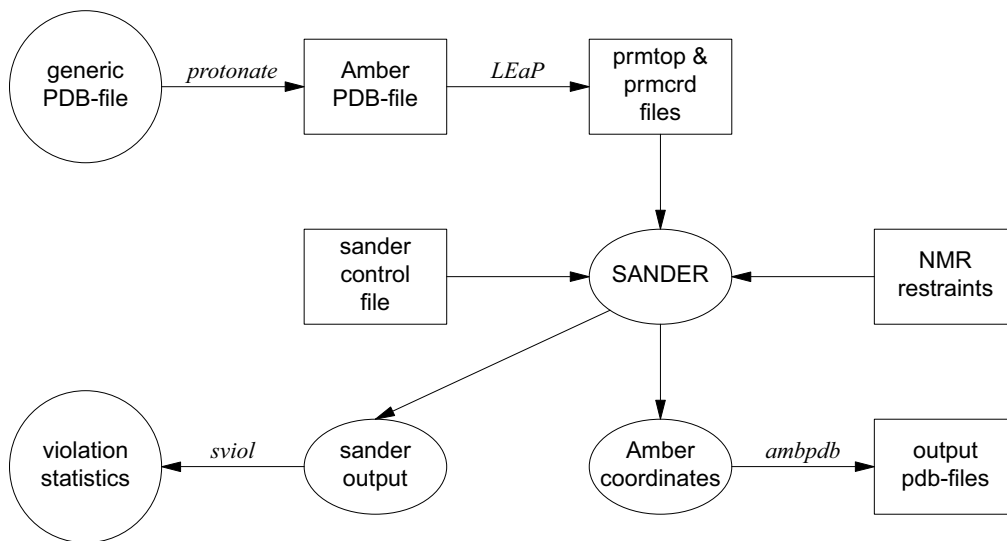 generic
PDB-file
protonate
Amber
PDB-file
LEaP
prmtop &
prmcrd
files
sander
control
file
SANDER
NMR
restraints
violation
statistics
sviol
sander
output
Amber
coordinates
ambpdb
output
pdb-files